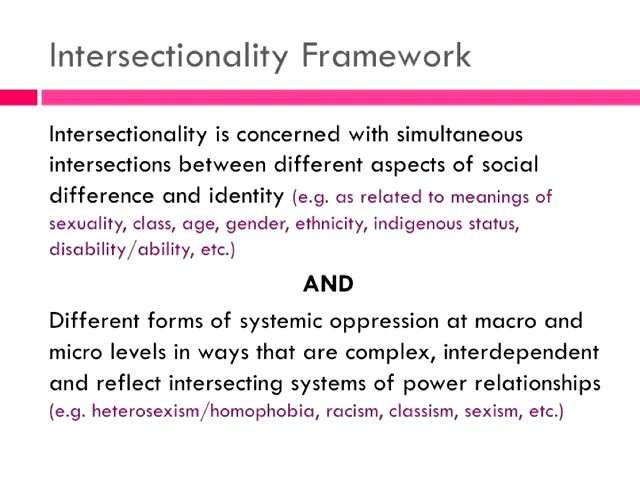 Intersectionality Framework
Intersectionality is concerned with simultaneous
intersections between different aspects of social
difference and identity (e.g. as related to meanings of
sexuality, class, age, gender, ethnicity, indigenous status,
disability/ability, etc.)
AND
Different forms of systemic oppression at macro and
micro levels in ways that are complex, interdependent
and reflect intersecting systems of power relationships
(e.g. heterosexism/homophobia, racism, classism, sexism, etc.)